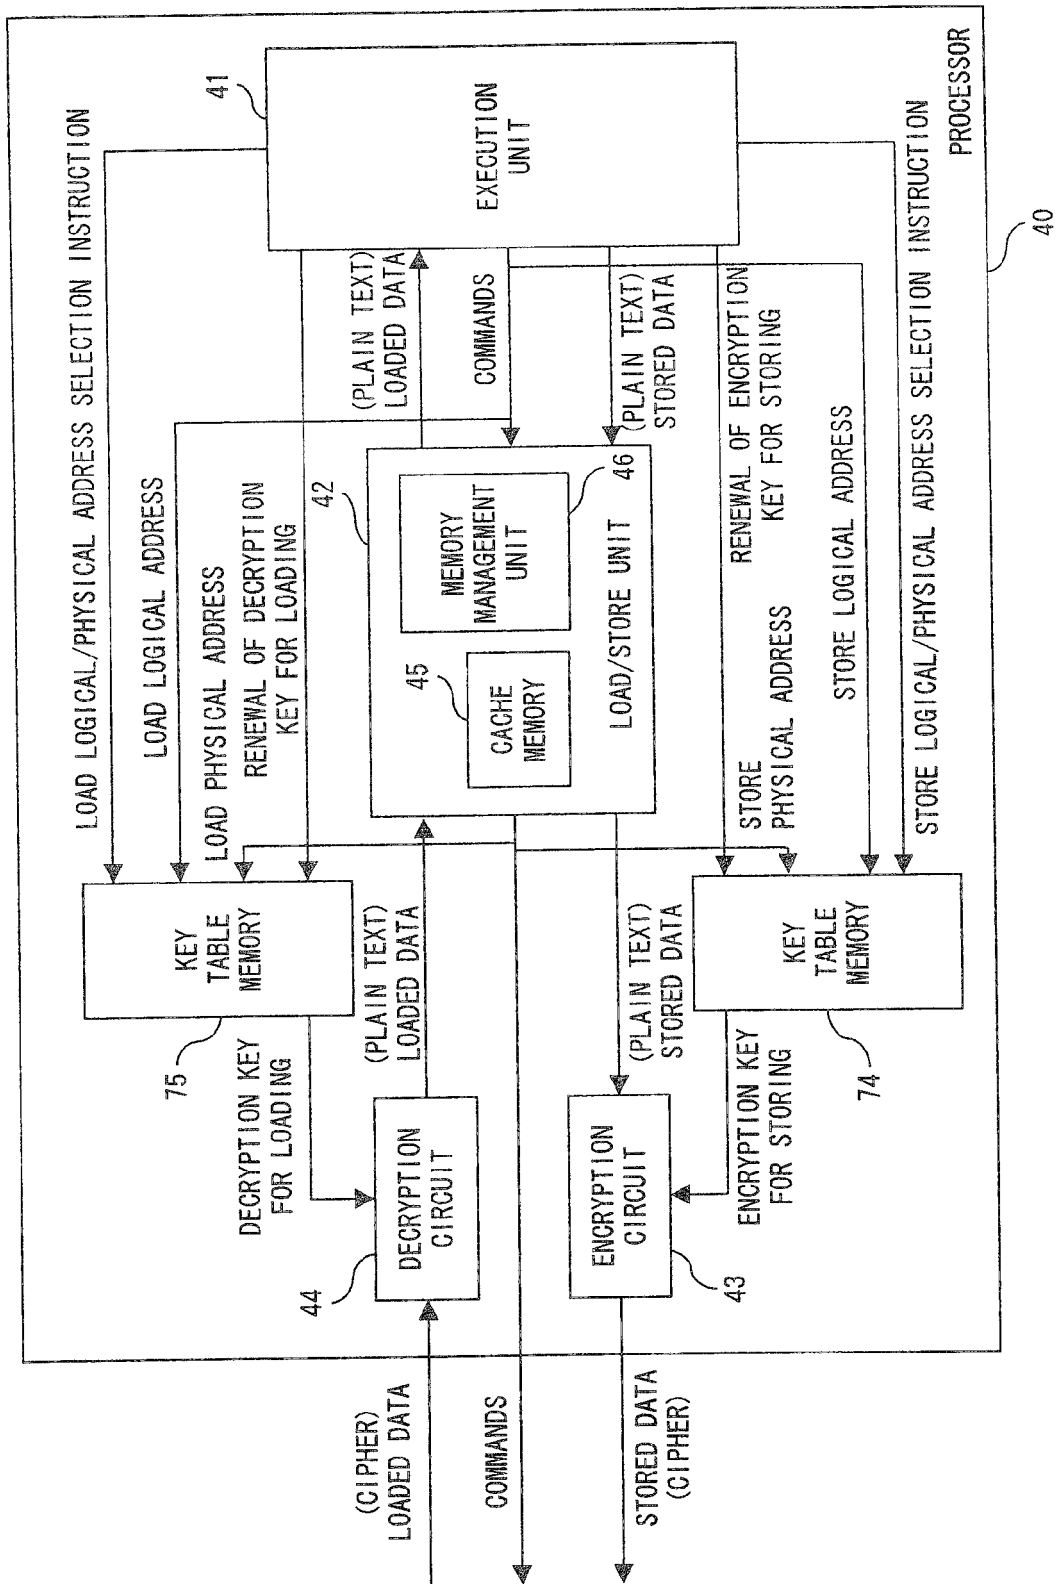 PROCESSOR
40
41
EXECUTION
UNIT
LOAD LOGICAL/PHYSICAL ADDRESS SELECTION INSTRUCTION
LOAD LOGICAL ADDRESS
LOAD PHYSICAL ADDRESS
RENEWAL OF DECRYPTION
KEY FOR LOADING
(PLAIN TEXT)
LOADED DATA
COMMANDS
(PLAIN TEXT)
STORED DATA
RENEWAL OF ENCRYPTION
KEY FOR STORING
STORE
PHYSICAL ADDRESS
STORE LOGICAL ADDRESS
STORE LOGICAL/PHYSICAL ADDRESS SELECTION INSTRUCTION
42
MEMORY
MANAGEMENT
UNIT
46
45
CACHE
MEMORY
LOAD/STORE UNIT
KEY
TABLE
MEMORY
75
(PLAIN TEXT)
LOADED DATA
(PLAIN TEXT)
STORED DATA
KEY
TABLE
MEMORY
74
DECRYPTION KEY
FOR LOADING
44
DECRYPTION
CIRCUIT
ENCRYPTION
CIRCUIT
43
ENCRYPTION KEY
FOR STORING
(CIPHER)
LOADED DATA
COMMANDS
STORED DATA
(CIPHER)